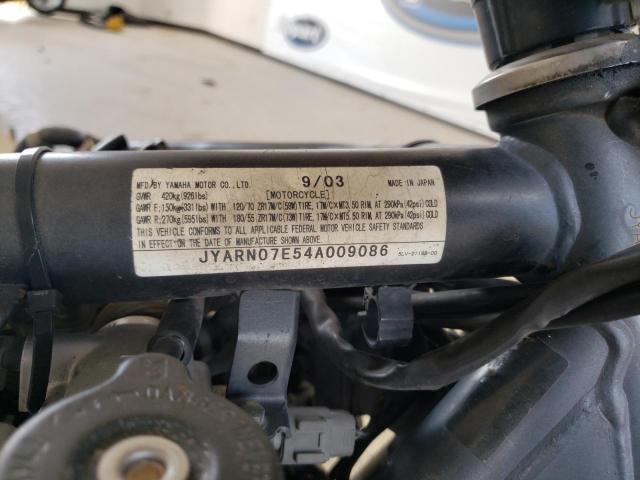 MFD BY YAMAHA MOTOR CO., LTD. 9/03 MADE IN JAPAN
GVWR 420kg(926lbs) [MOTORCYCLE]
GAWR F:150kg(331lbs) WITH 120/70 ZR17M/C(58W)TIRE, 17M/C×MT3.50 RIM, AT 290kPa(42psi)COLD
GAWR R:270kg(595lbs) WITH 180/55 ZR17M/C(73W)TIRE, 17M/C×MT5.50 RIM, AT 290kPa(42psi)COLD
THIS VEHICLE CONFORMS TO ALL APPLICABLE FEDERAL MOTOR VEHICLE SAFETY STANDARDS
IN EFFECT ON THE DATE OF MANUFACTURE SHOWN ABOVE.
JYARN07E54A009086